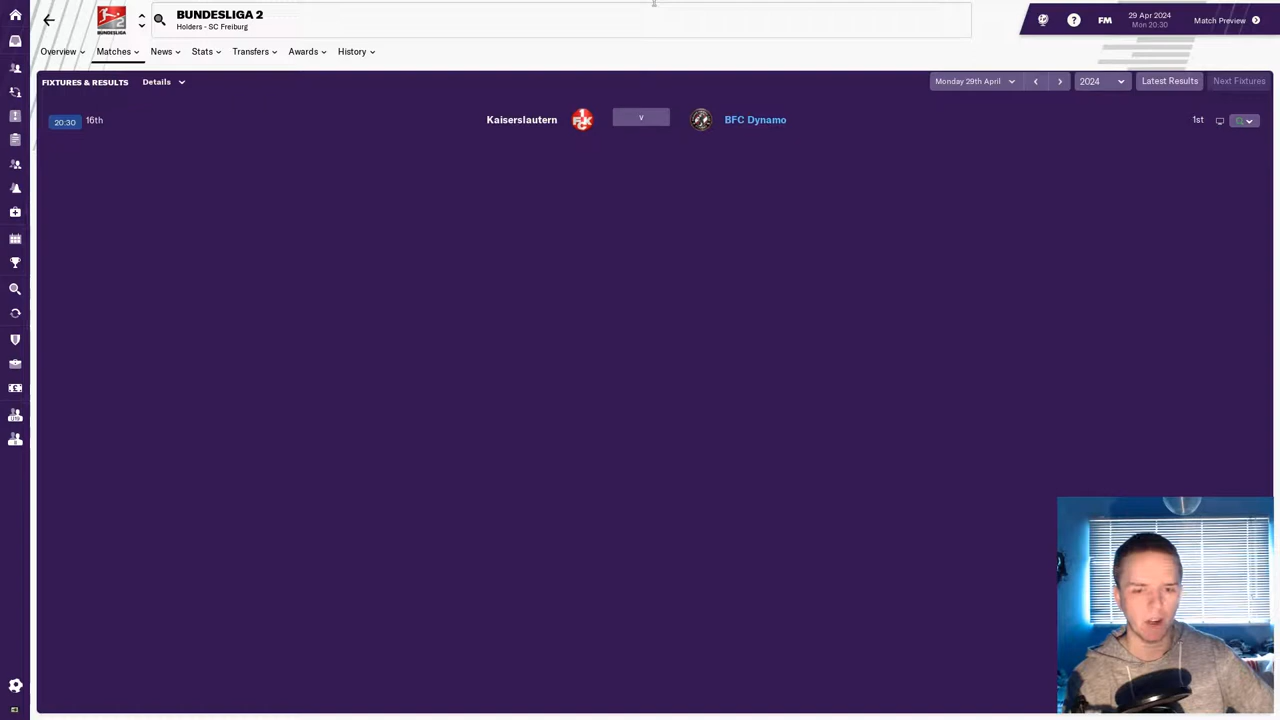 BUNDESLIGA 2
Holders - SC Freiburg
FM
29 Apr 2024
Mon 20:30
Match Preview
Overview
Matches
News
Stats
Transfers
Awards
History
FIXTURES & RESULTS
Details
Monday 29th April
2024
Latest Results
Next Fixtures
20:30
16th
Kaiserslautern
v
BFC Dynamo
1st